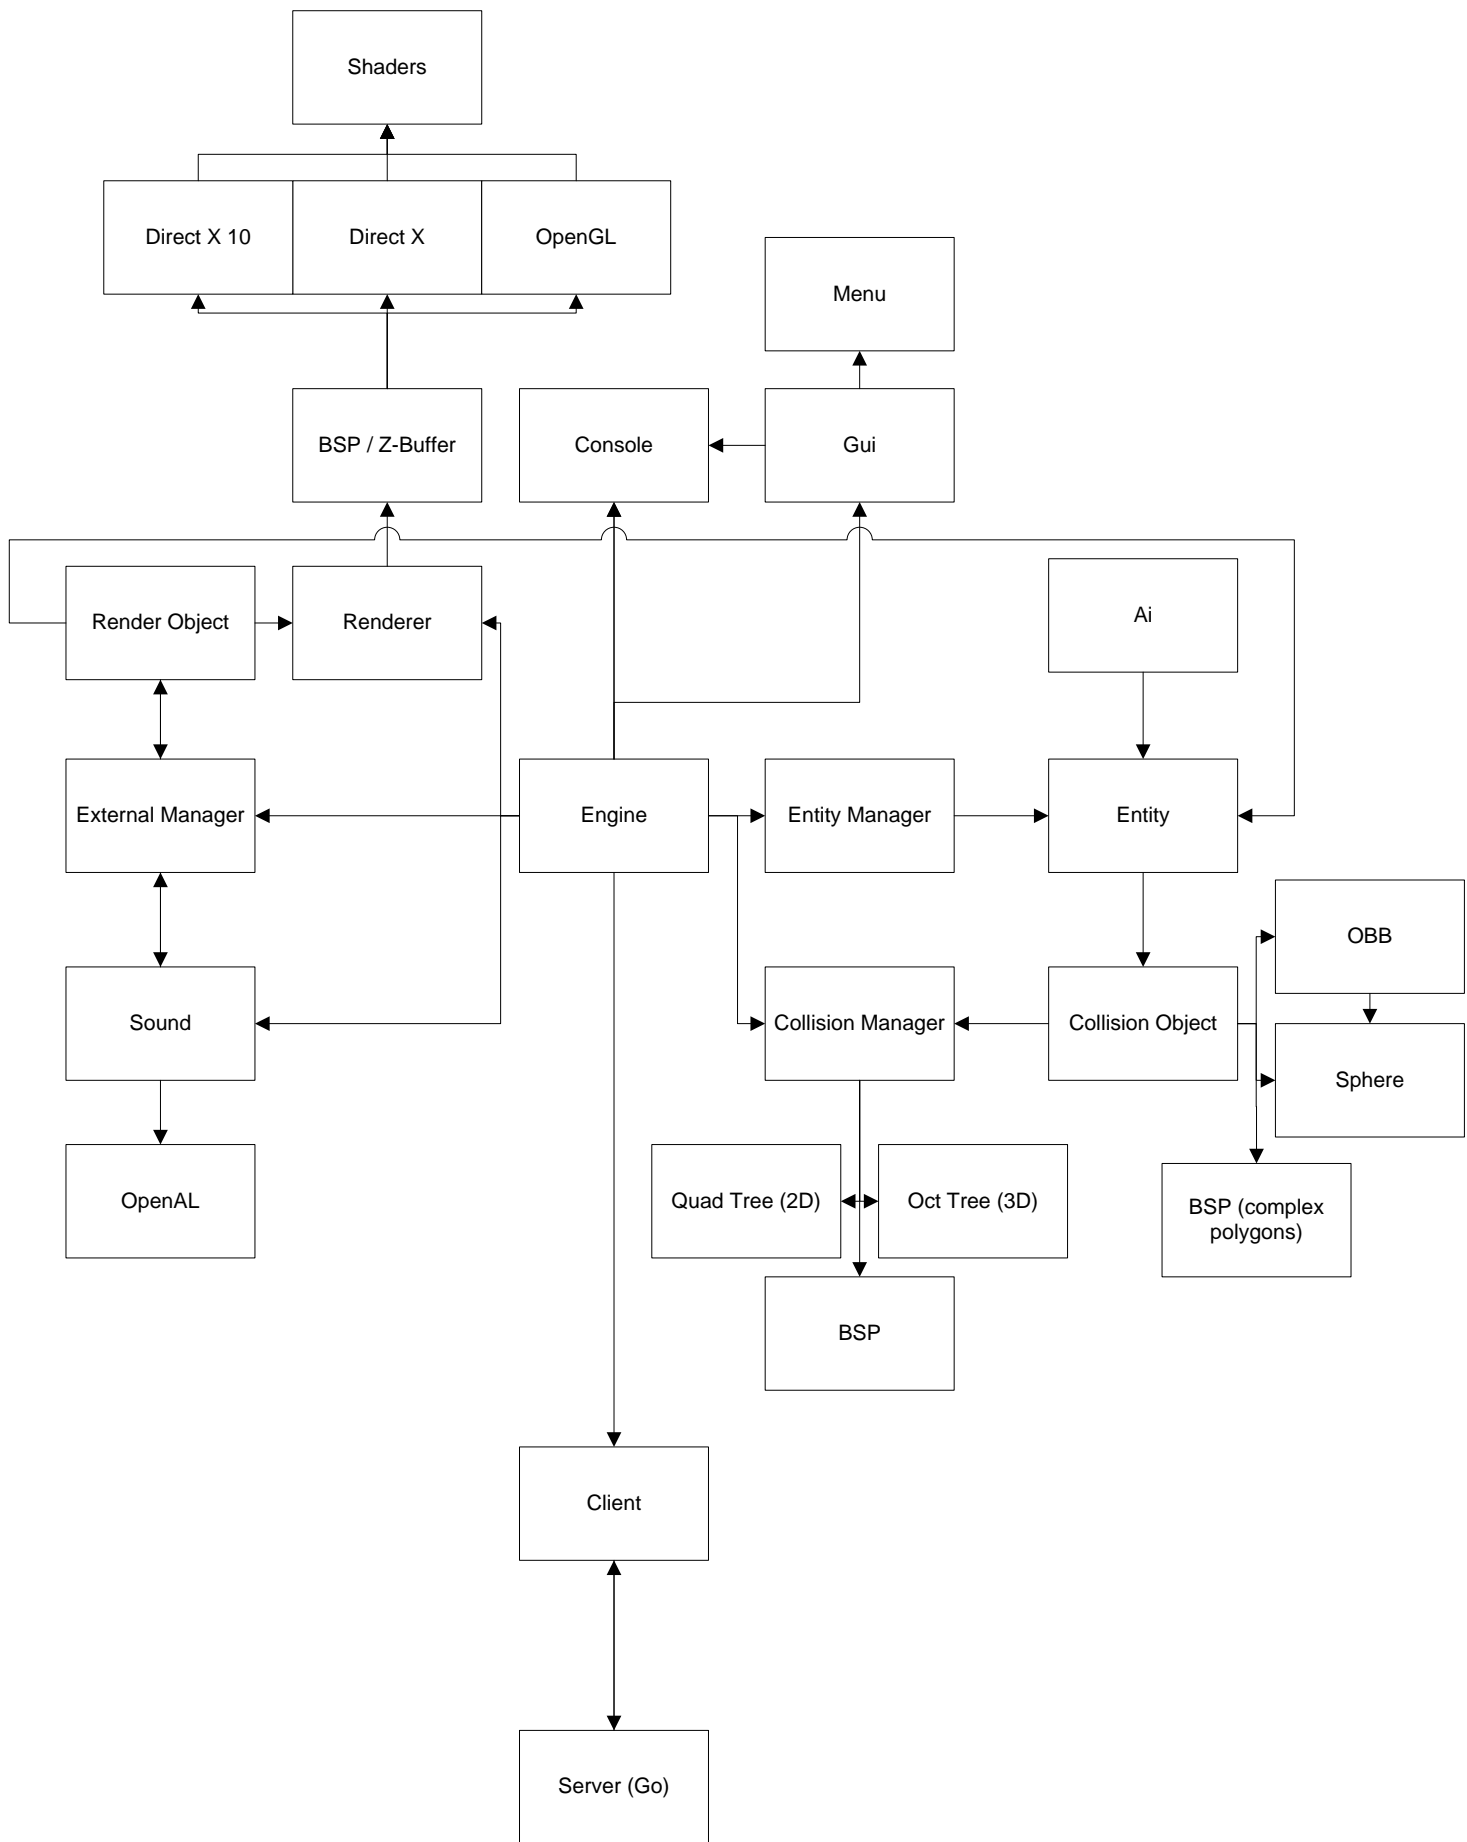 Shaders
Direct X 10
Direct X
OpenGL
Menu
BSP / Z-Buffer
Console
Gui
Render Object
Renderer
Ai
External Manager
Engine
Entity Manager
Entity
OBB
Sound
Collision Manager
Collision Object
Sphere
OpenAL
Quad Tree (2D)
Oct Tree (3D)
BSP (complex
polygons)
BSP
Client
Server (Go)